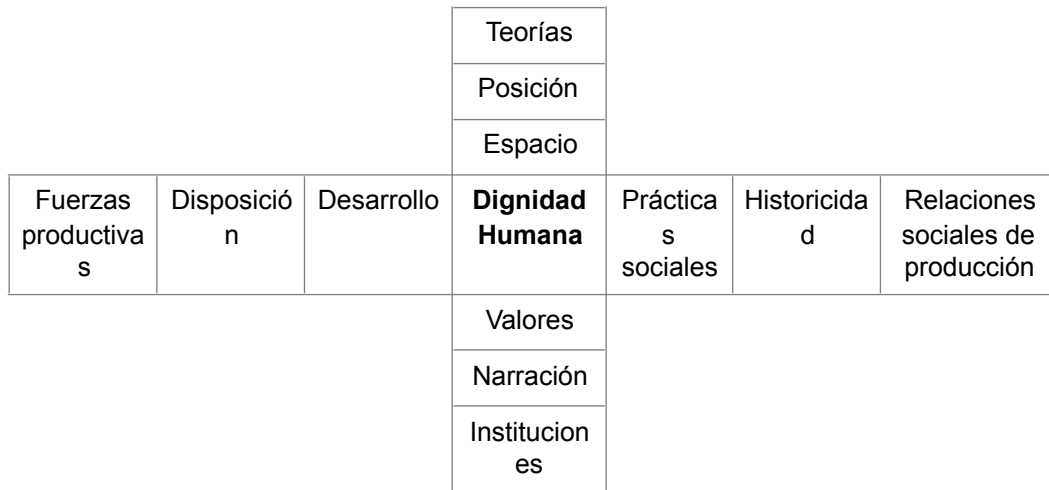 Teorías
Posición
Espacio
Fuerzas
productiva
s
Disposició
n
Desarrollo
Dignidad
Humana
Práctica
s
sociales
Historicida
d
Relaciones
sociales de
producción
Valores
Narración
Institucion
es